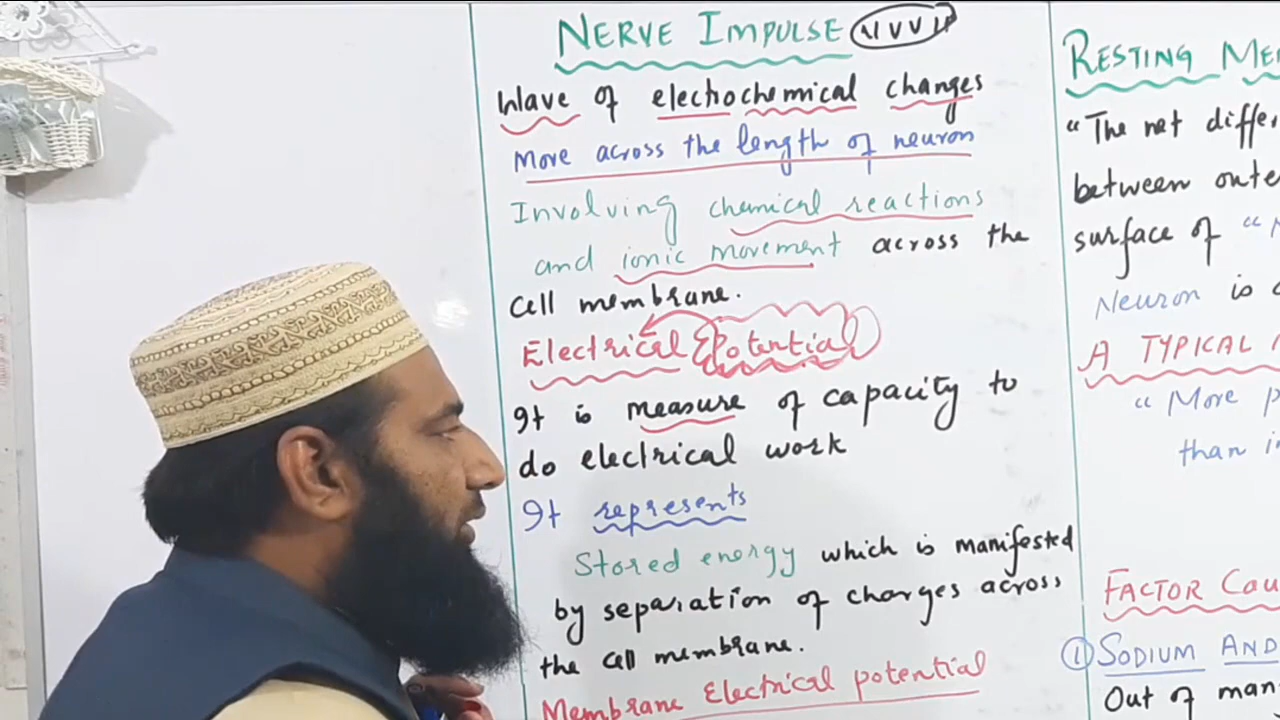 NERVE IMPULSE
Wave of electrochemical changes
Move across the length of neuron
Involving chemical reactions
and ionic movement across the
cell membrane.
Electrical Potential
It is measure of capacity to
do electrical work
It represents
Stored energy which is manifested
by separation of charges across
the cell membrane.
Membrane Electrical potential
RESTING
"The net
between
surface of "
Neuron is
A TYPICAL
"More
than
FACTOR
① SODIUM AND
Out of